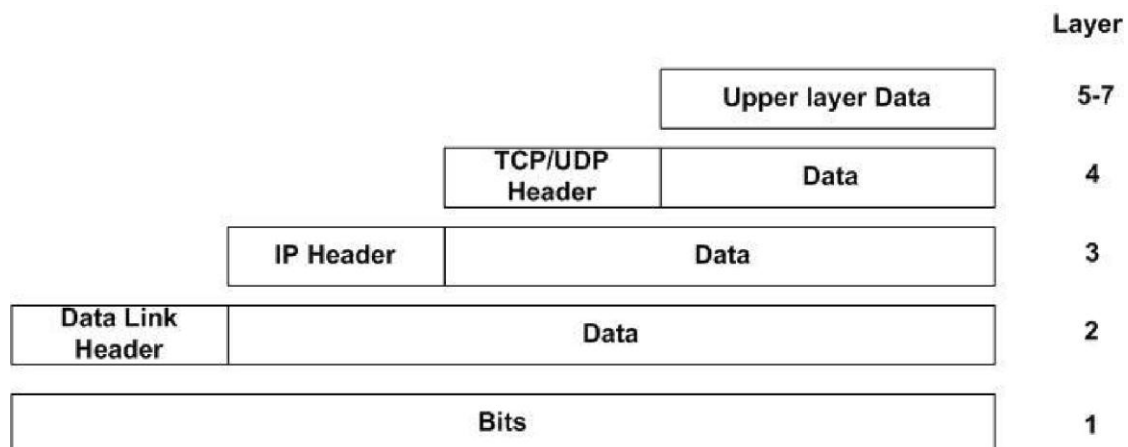 Layer
Upper layer Data 5-7
TCP/UDP
Header Data 4
IP Header Data 3
Data Link
Header Data 2
Bits 1